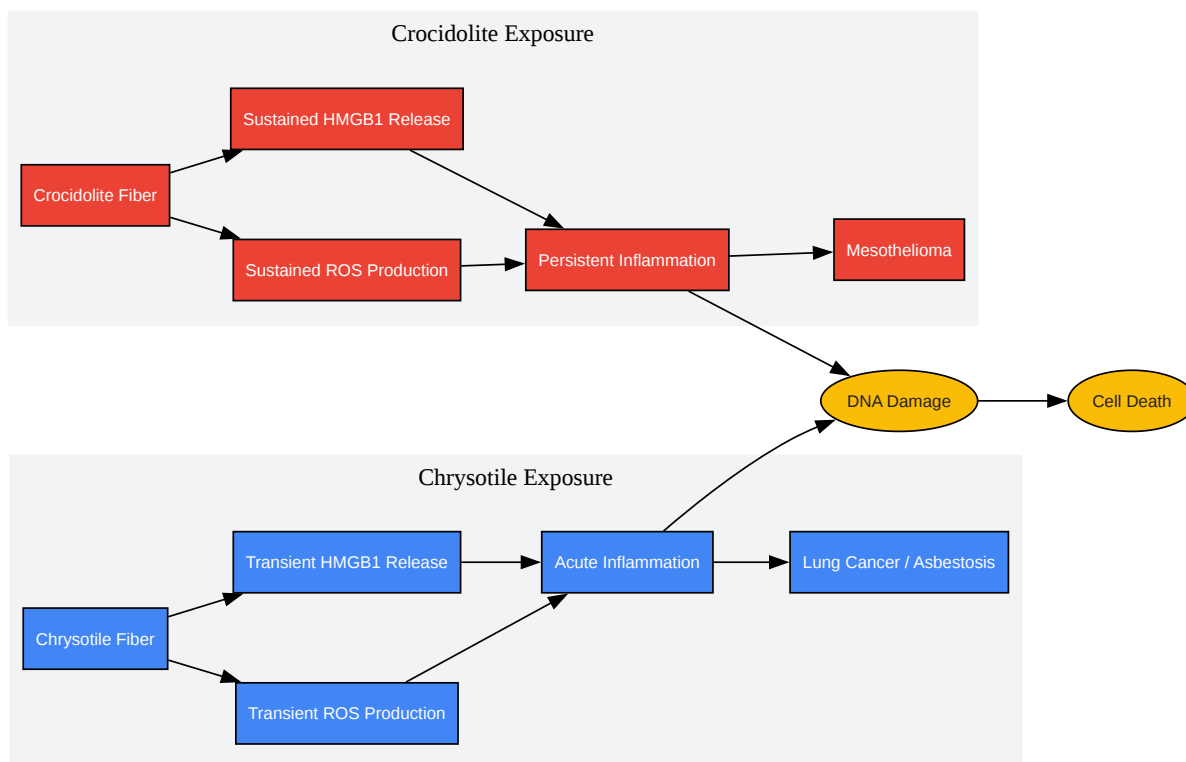 Crocidolite Exposure
Sustained HMGB1 Release
Crocidolite Fiber
Sustained ROS Production
Persistent Inflammation
Mesothelioma
DNA Damage
Cell Death
Chrysotile Exposure
Transient HMGB1 Release
Acute Inflammation
Lung Cancer / Asbestosis
Chrysotile Fiber
Transient ROS Production